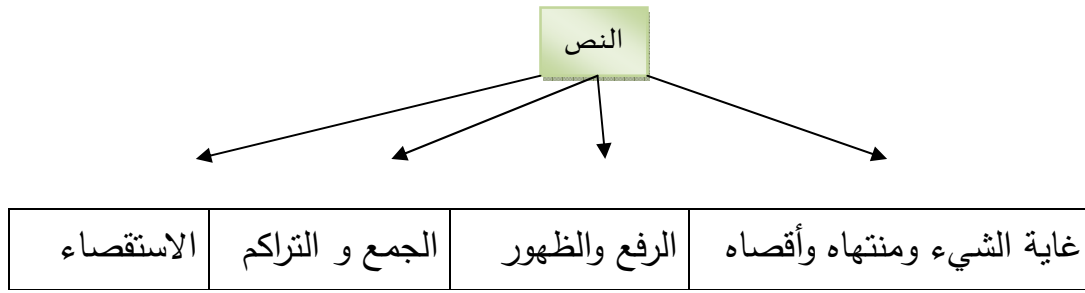 النص
غاية الشيء ومنتهاه وأقصاه
الرفع والظهور
الجمع و التراكم
الاستقصاء